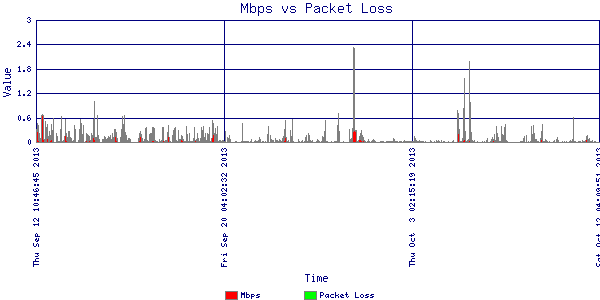 Mbps vs Packet Loss
3
2.4
1.8
1.2
0.6
0
Value
Thu Sep 12 10:46:45 2013
Fri Sep 20 04:02:32 2013
Thu Oct 3 02:15:19 2013
Sat Oct 12 04:09:51 2013
Time
Mbps
Packet Loss